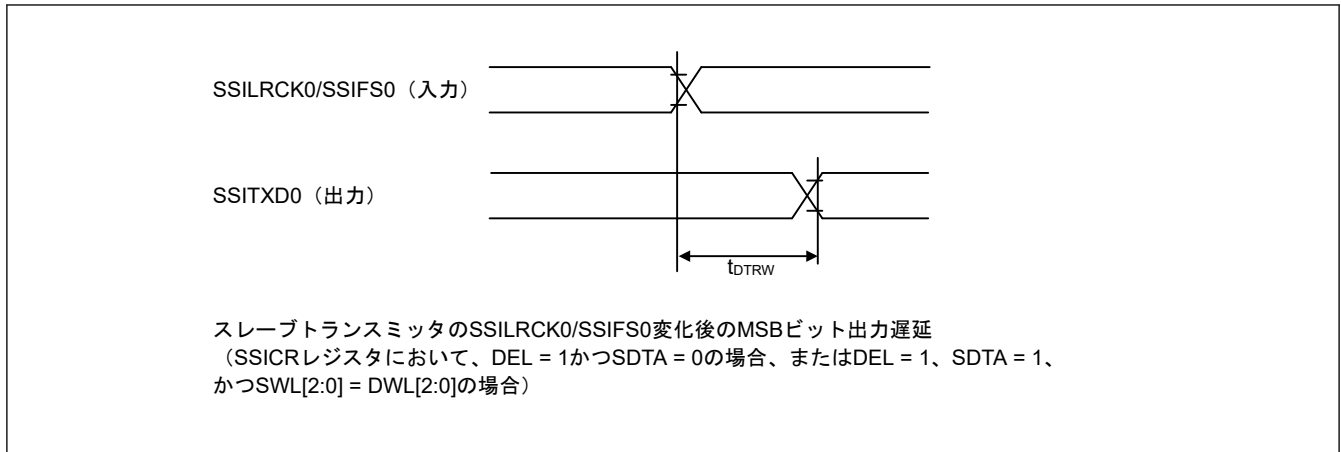 SSILRCK0/SSIFS0（入力）
SSITXD0（出力）
tDTRW
スレーブトランスミッタのSSILRCK0/SSIFS0変化後のMSBビット出力遅延
（SSICRレジスタにおいて、DEL = 1かつSDTA = 0の場合、またはDEL = 1、SDTA = 1、
かつSWL[2:0] = DWL[2:0]の場合）